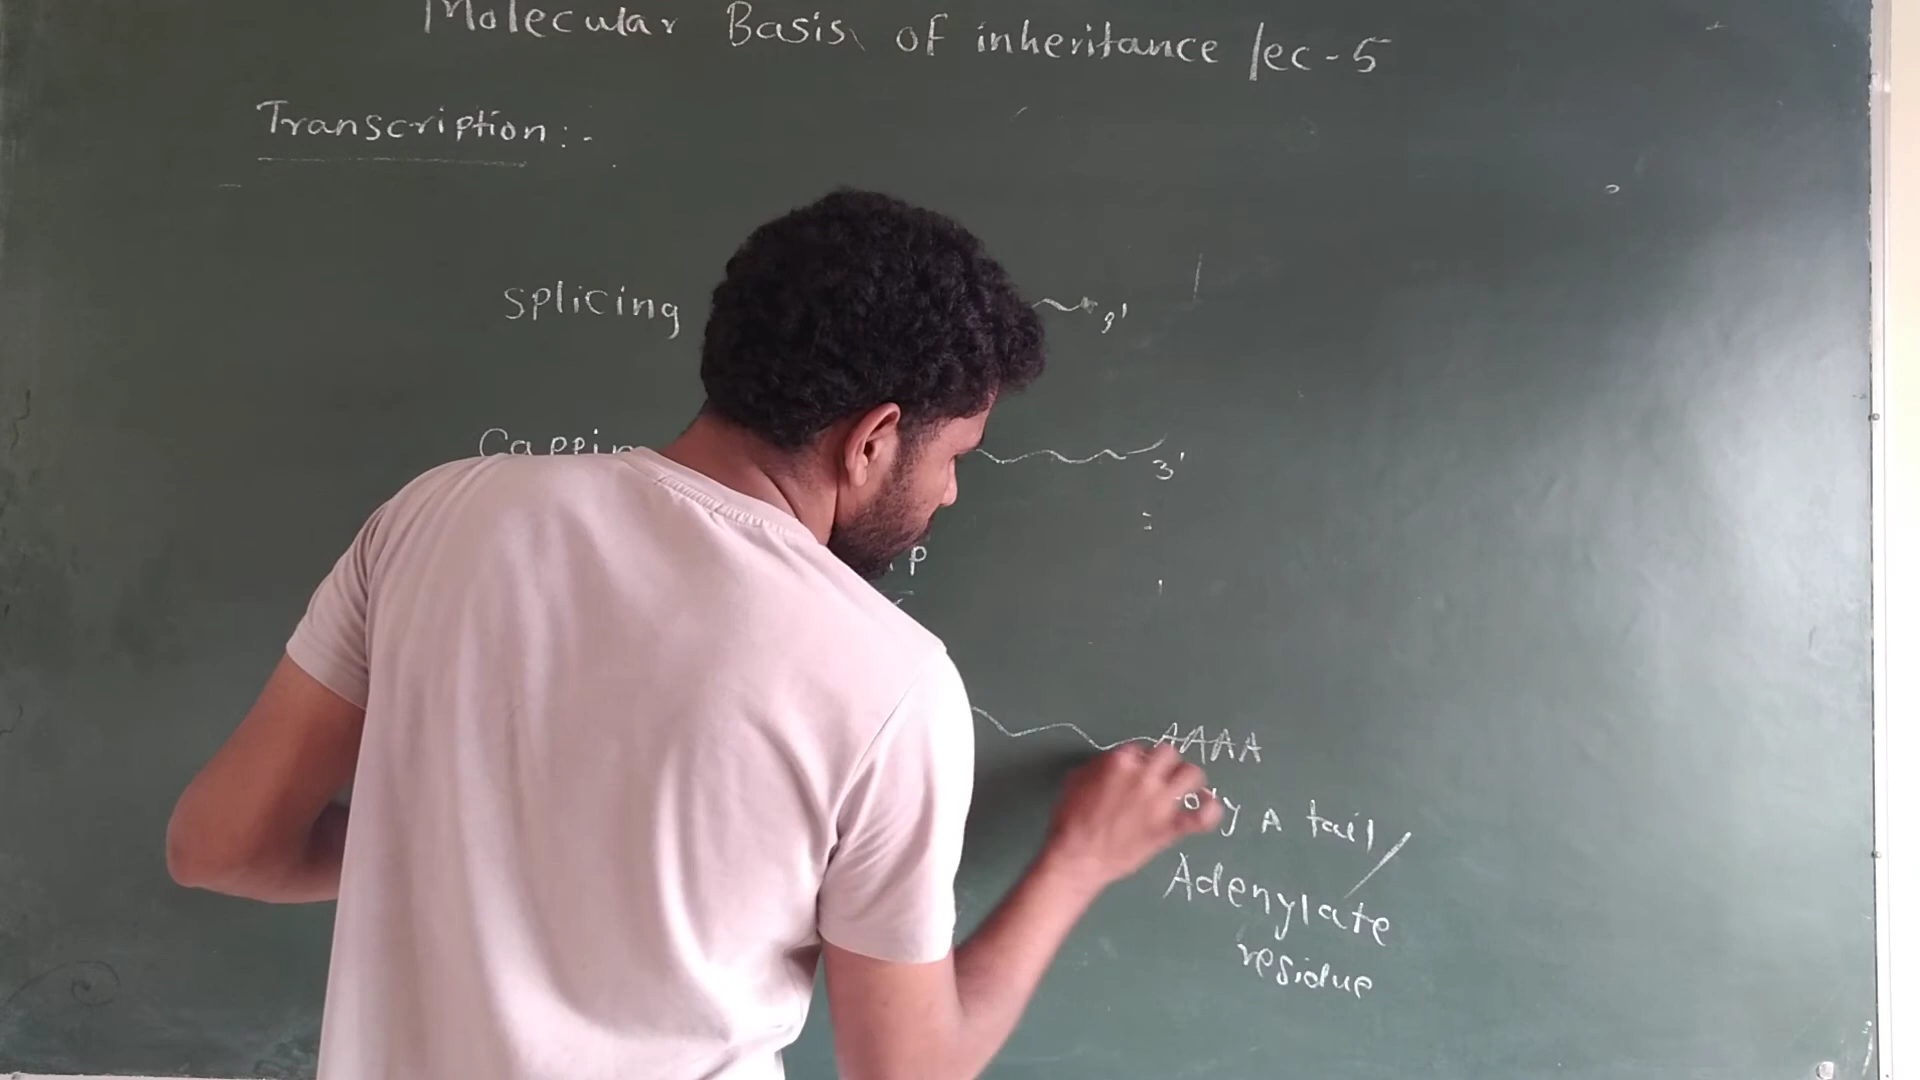 Molecular Basis of inheritance lec-5
Transcription:-
splicing 3'
3'
P
AAAA
A tail/
Adenylate
residue